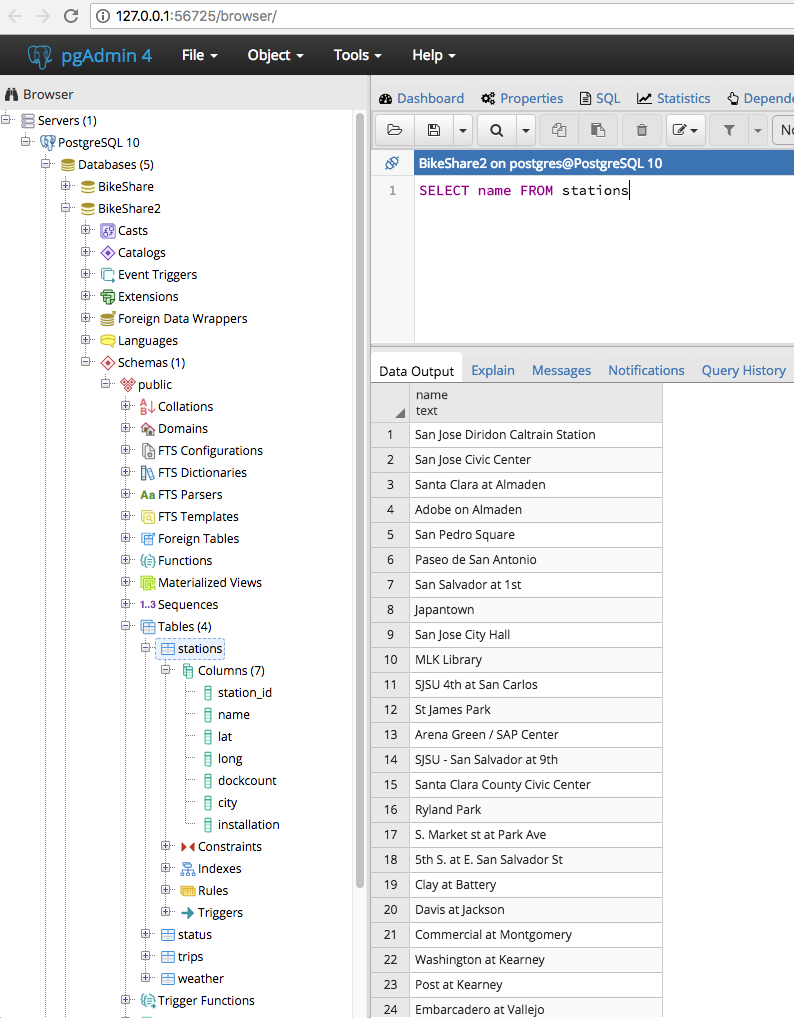 127.0.0.1:56725/browser/
pgAdmin 4 File Object Tools Help
Browser
Servers (1)
PostgreSQL 10
Databases (5)
BikeShare
BikeShare2
Casts
Catalogs
Event Triggers
Extensions
Foreign Data Wrappers
Languages
Schemas (1)
public
Collations
Domains
FTS Configurations
FTS Dictionaries
Aa FTS Parsers
FTS Templates
Foreign Tables
Functions
Materialized Views
1..3 Sequences
Tables (4)
stations
Columns (7)
station_id
name
lat
long
dockcount
city
installation
Constraints
Indexes
Rules
Triggers
status
trips
weather
Trigger Functions
Dashboard Properties SQL Statistics Depende
No
BikeShare2 on postgres@PostgreSQL 10
1 SELECT name FROM stations
Data Output Explain Messages Notifications Query History
name
text
1 San Jose Diridon Caltrain Station
2 San Jose Civic Center
3 Santa Clara at Almaden
4 Adobe on Almaden
5 San Pedro Square
6 Paseo de San Antonio
7 San Salvador at 1st
8 Japantown
9 San Jose City Hall
10 MLK Library
11 SJSU 4th at San Carlos
12 St James Park
13 Arena Green / SAP Center
14 SJSU - San Salvador at 9th
15 Santa Clara County Civic Center
16 Ryland Park
17 S. Market st at Park Ave
18 5th S. at E. San Salvador St
19 Clay at Battery
20 Davis at Jackson
21 Commercial at Montgomery
22 Washington at Kearney
23 Post at Kearney
24 Embarcadero at Vallejo